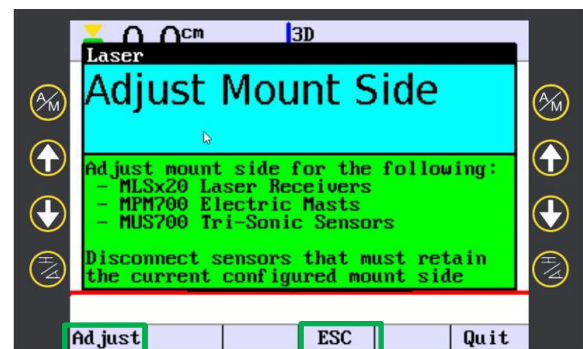 0.0cm 3D
Laser
Adjust Mount Side
A/M A/M
Adjust mount side for the following:
- MLSx20 Laser Receivers
- MPM700 Electric Masts
- MUS700 Tri-Sonic Sensors
Disconnect sensors that must retain
the current configured mount side
Adjust ESC Quit